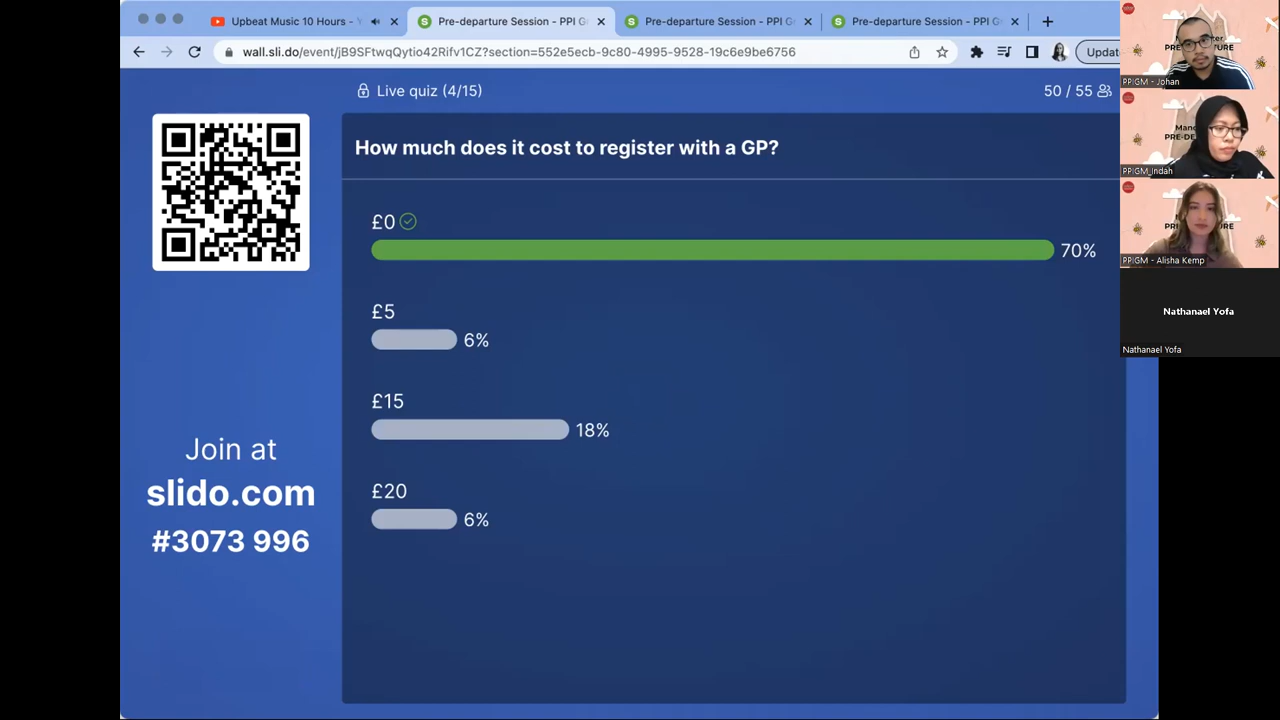 Upbeat Music 10 Hours -
Pre-departure Session - PPI G
Pre-departure Session - PPI G
Pre-departure Session - PPI G
wall.sli.do/event/jB9SFtwqQytio42Rifv1CZ?section=552e5ecb-9c80-4995-9528-19c6e9be6756
Updat
Live quiz (4/15)
50 / 55
How much does it cost to register with a GP?
£0
70%
£5
6%
£15
18%
£20
6%
Join at
slido.com
#3073 996
PPIGM - Johan
PPIGM_Indah
PPIGM - Alisha Kemp
Nathanael Yofa
Nathanael Yofa